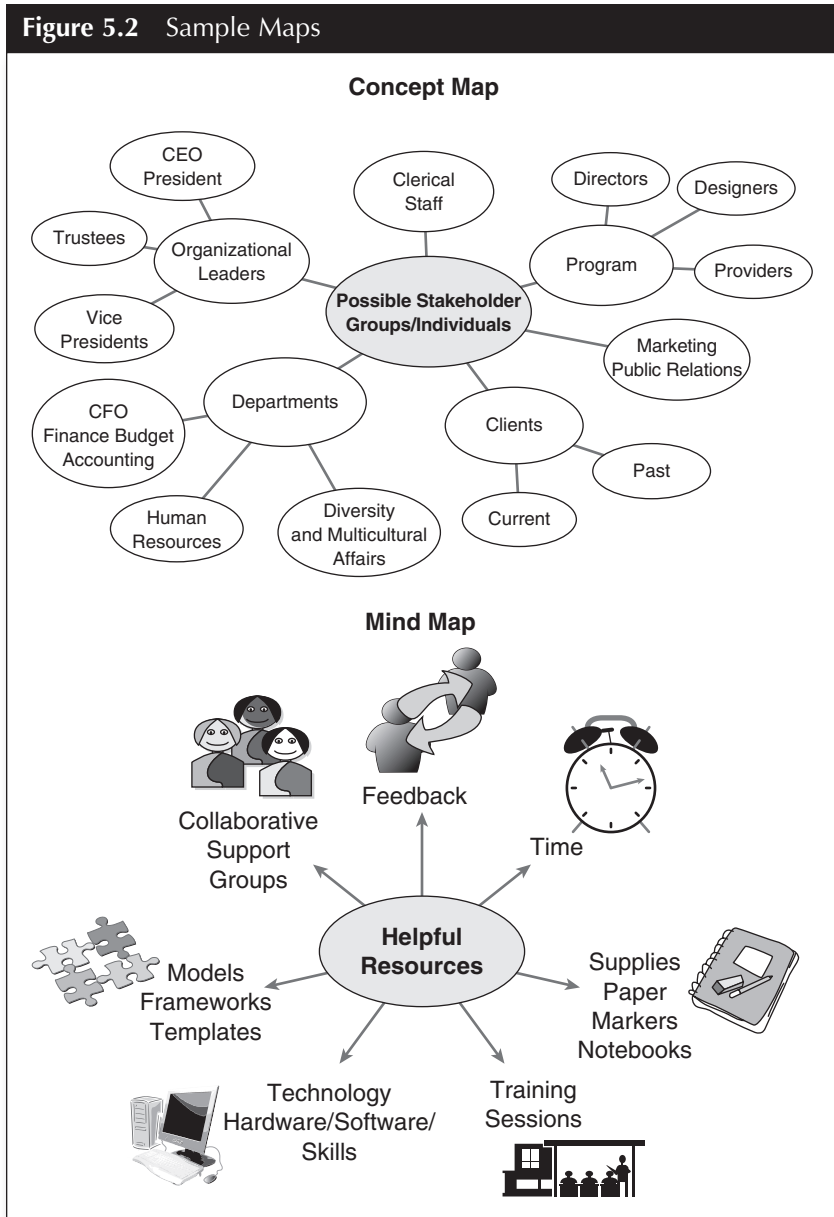 Figure 5.2 Sample Maps
Concept Map
CEO
President
Trustees
Organizational
Leaders
Vice
Presidents
Clerical
Staff
Directors
Designers
Program
Providers
Possible Stakeholder
Groups/Individuals
Marketing
Public Relations
Departments
CFO
Finance Budget
Accounting
Human
Resources
Diversity
and Multicultural
Affairs
Clients
Past
Current
Mind Map
Collaborative
Support
Groups
Feedback
Time
Helpful
Resources
Models
Frameworks
Templates
Supplies
Paper
Markers
Notebooks
Technology
Hardware/Software/
Skills
Training
Sessions